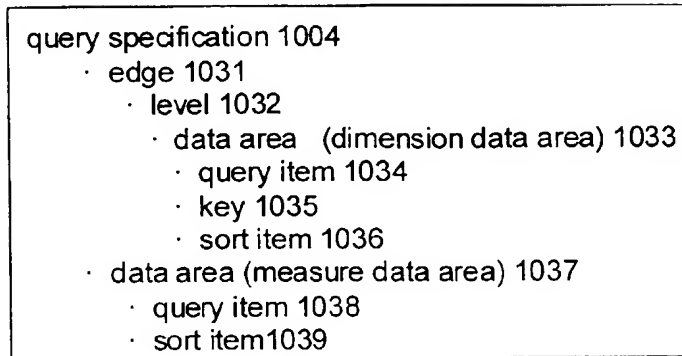 query specification 1004
· edge 1031
· level 1032
· data area (dimension data area) 1033
· query item 1034
· key 1035
· sort item 1036
· data area (measure data area) 1037
· query item 1038
· sort item1039